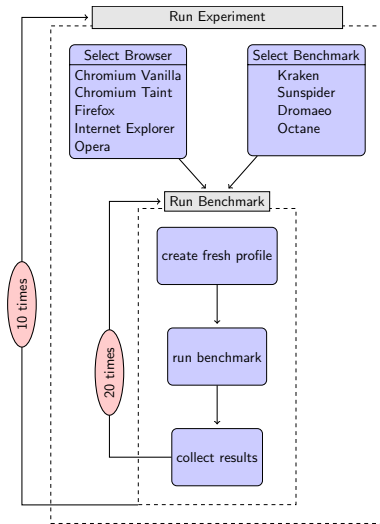 Run Experiment
Select Browser
Chromium Vanilla
Chromium Taint
Firefox
Internet Explorer
Opera
Select Benchmark
Kraken
Sunspider
Dromaeo
Octane
Run Benchmark
create fresh profile
run benchmark
collect results
10 times
20 times